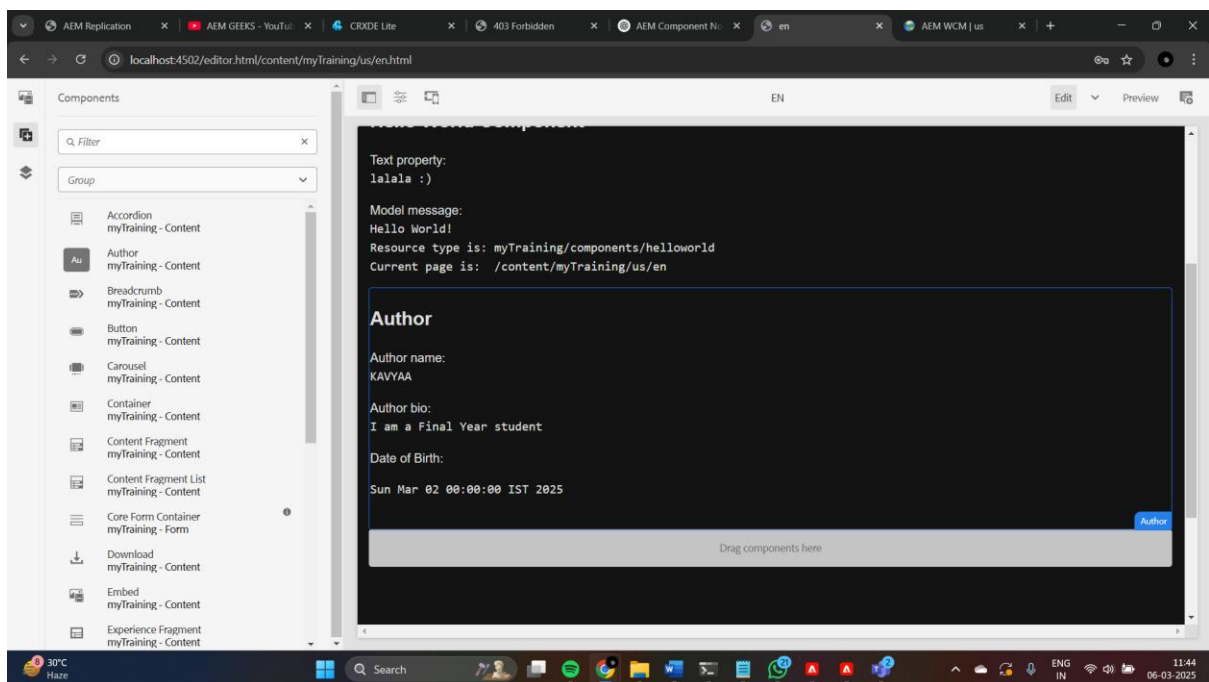 AEM Replication
AEM GEEKS - YouTub
CRXDE Lite
403 Forbidden
AEM Component No
en
AEM WCM | us
localhost:4502/editor.html/content/myTraining/us/en.html
Components
EN
Edit
Preview
Filter
Group
Accordion
myTraining - Content
Au
Author
myTraining - Content
Breadcrumb
myTraining - Content
Button
myTraining - Content
Carousel
myTraining - Content
Container
myTraining - Content
Content Fragment
myTraining - Content
Content Fragment List
myTraining - Content
Core Form Container
myTraining - Form
Download
myTraining - Content
Embed
myTraining - Content
Experience Fragment
myTraining - Content
Hello World Component
Text property:
lalala :)
Model message:
Hello World!
Resource type is: myTraining/components/helloworld
Current page is:  /content/myTraining/us/en
Author
Author name:
KAVYAA
Author bio:
I am a Final Year student
Date of Birth:
Sun Mar 02 00:00:00 IST 2025
Author
Drag components here
8
30°C
Haze
Search
2
ENG
IN
11:44
06-03-2025